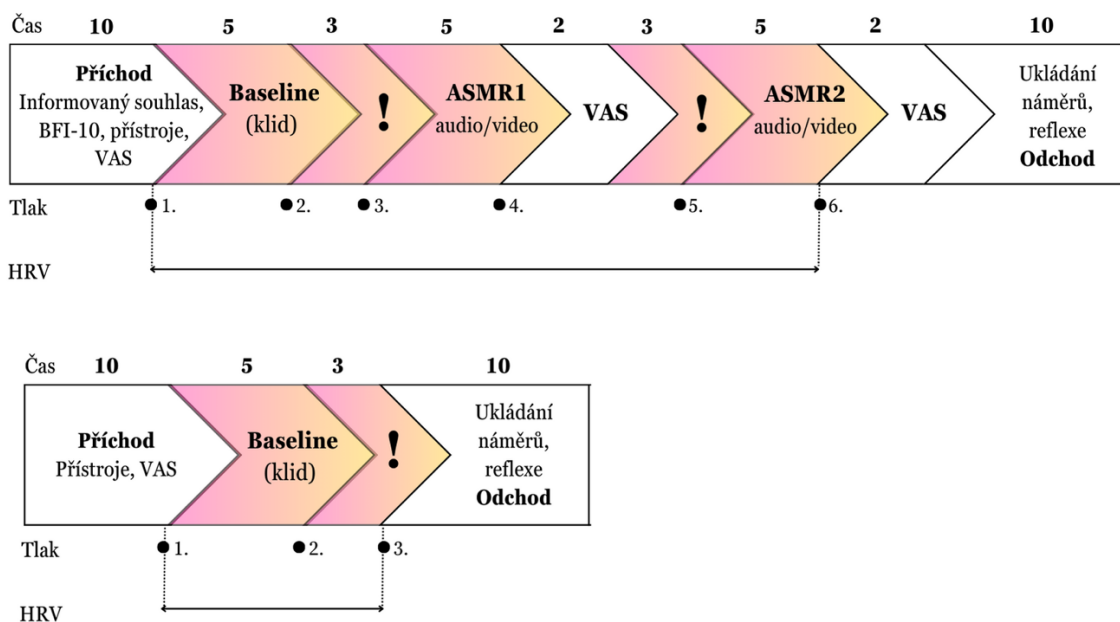 Čas 10 5 3 5 2 3 5 2 10
Příchod
Informovaný souhlas,
BFI-10, přístroje,
VAS
Baseline
(klid)
!
ASMR1
audio/video
VAS
!
ASMR2
audio/video
VAS
Ukládání
náměrů,
reflexe
Odchod
Tlak 1. 2. 3. 4. 5. 6.
HRV
Čas 10 5 3 10
Příchod
Přístroje, VAS
Baseline
(klid)
!
Ukládání
náměrů,
reflexe
Odchod
Tlak 1. 2. 3.
HRV